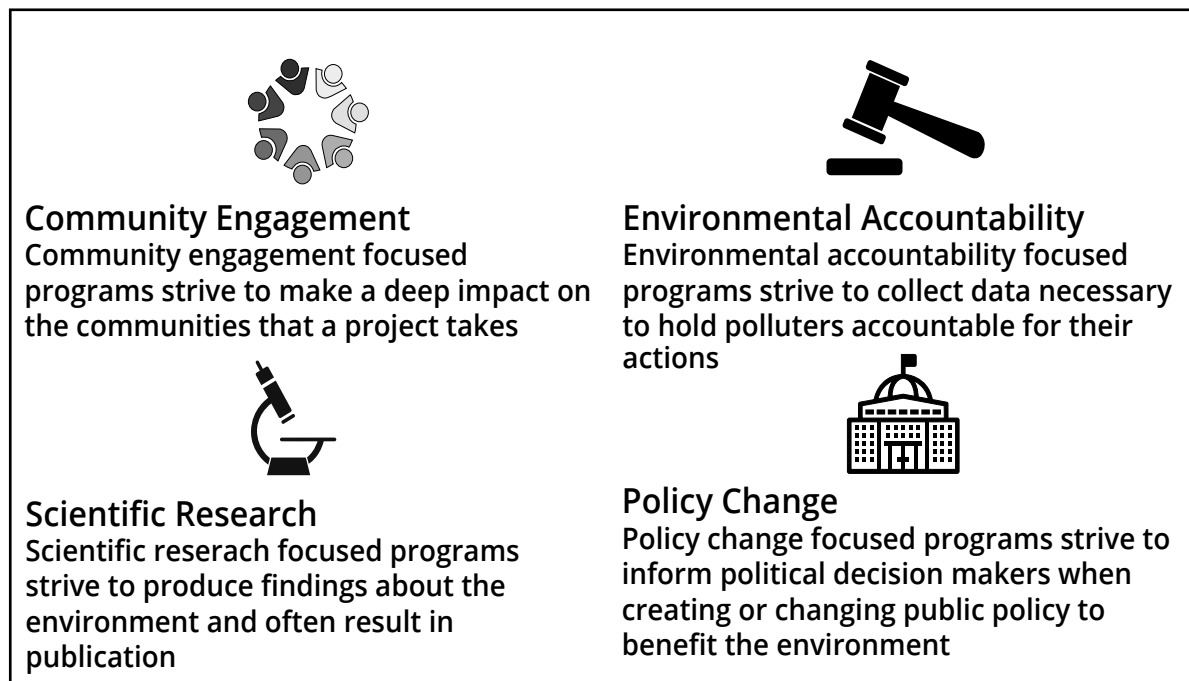 Community Engagement
Community engagement focused
programs strive to make a deep impact on
the communities that a project takes
Environmental Accountability
Environmental accountability focused
programs strive to collect data necessary
to hold polluters accountable for their
actions
Scientific Research
Scientific reserach focused programs
strive to produce findings about the
environment and often result in
publication
Policy Change
Policy change focused programs strive to
inform political decision makers when
creating or changing public policy to
benefit the environment